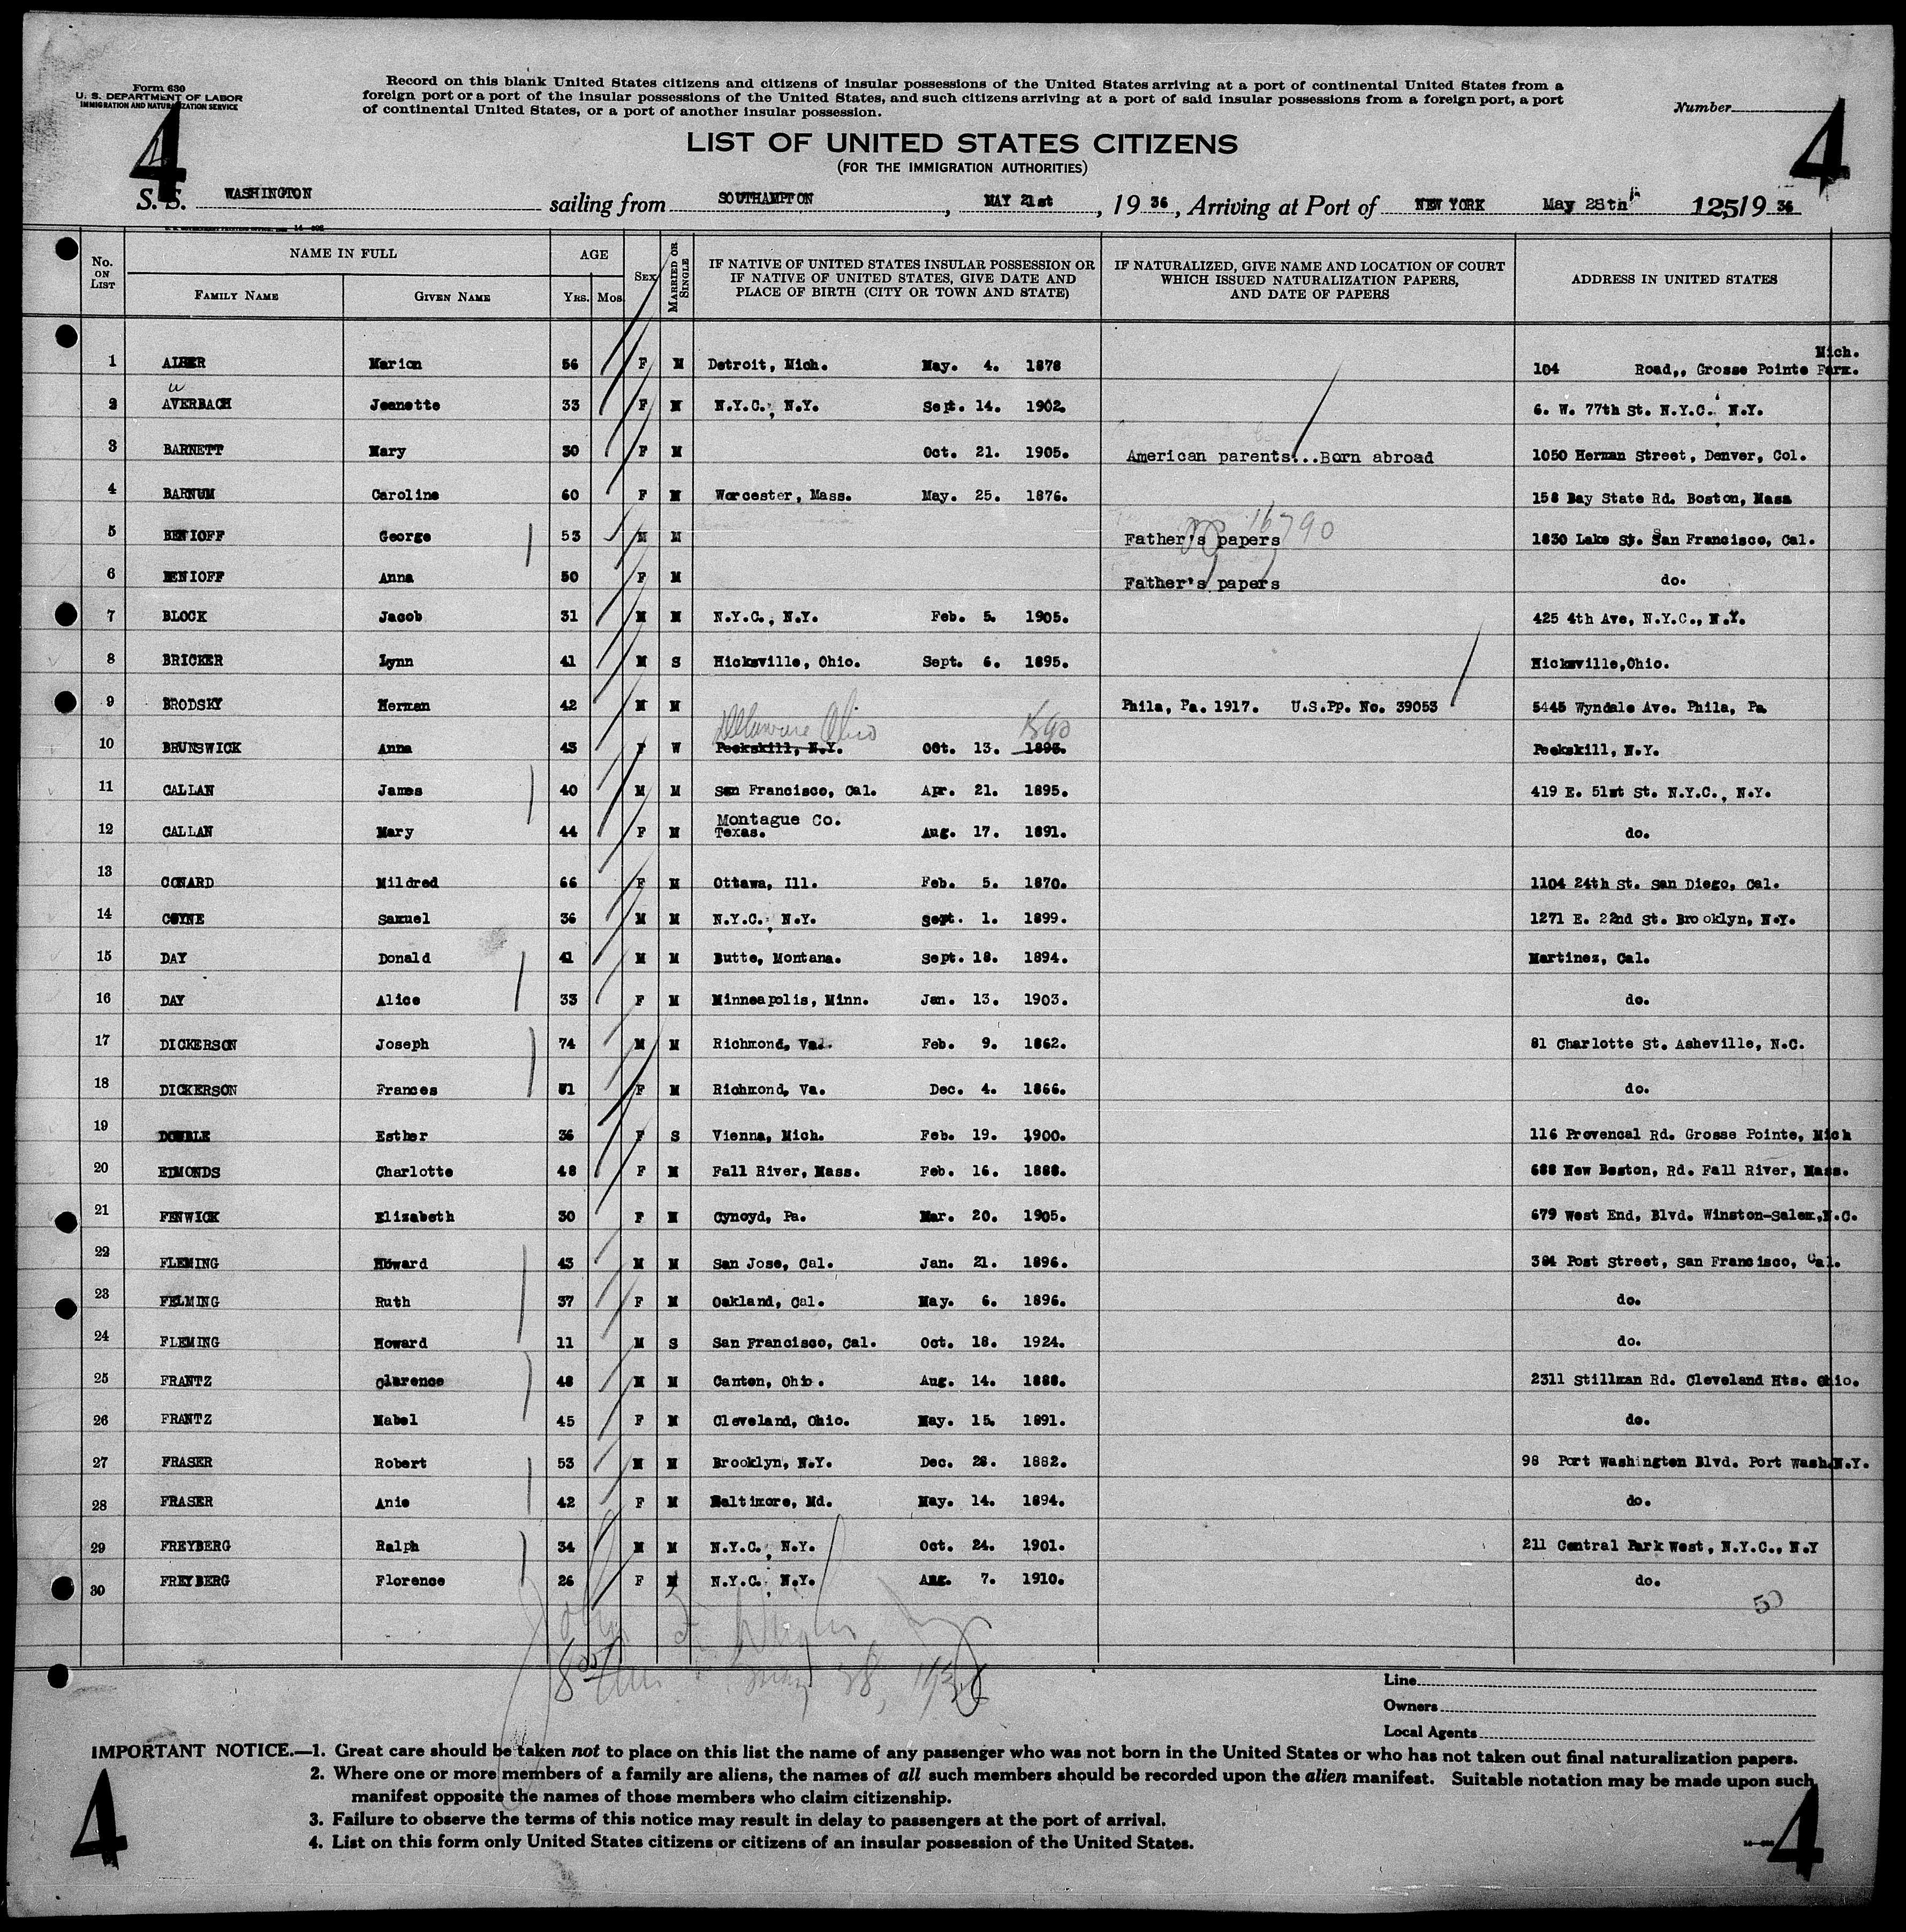 Form 630
U. S. DEPARTMENT OF LABOR
IMMIGRATION AND NATURALIZATION SERVICE
Record on this blank United States citizens and citizens of insular possessions of the United States arriving at a port of continental United States from a
foreign port or a port of the insular possessions of the United States, and such citizens arriving at a port of said insular possessions from a foreign port, a port
of continental United States, or a port of another insular possession.
Number
4 4
LIST OF UNITED STATES CITIZENS
(FOR THE IMMIGRATION AUTHORITIES)
S. S. WASHINGTON sailing from SOUTHAMPTON, MAY 21st, 19 36, Arriving at Port of NEW YORK May 28th 125 19 36
No. ON LIST NAME IN FULL AGE SEX MARRIED OR SINGLE IF NATIVE OF UNITED STATES INSULAR POSSESSION OR IF NATIVE OF UNITED STATES, GIVE DATE AND PLACE OF BIRTH (CITY OR TOWN AND STATE) IF NATURALIZED, GIVE NAME AND LOCATION OF COURT WHICH ISSUED NATURALIZATION PAPERS, AND DATE OF PAPERS ADDRESS IN UNITED STATES
FAMILY NAME GIVEN NAME YRS. Mos.
Mich.
1 Marion 56 F M Detroit, Mich. May. 4. 1878 104 Road,, Grosse Pointe Farm.
u
2 AVERBACH Jeanette 33 F M N.Y.C., N.Y. Sept. 14. 1902. 6. W. 77th St. N.Y.C., N.Y.
3 BARNETT Mary 30 F M Oct. 21. 1905. American parents...Born abroad 1050 Herman Street, Denver, Col.
4 BARNUM Caroline 60 F M Worcester, Mass. May. 25. 1876. 158 Bay State Rd. Boston, Mass
16790
5 BENIOFF George 53 M M Father's papers 1830 Lake St. San Francisco, Cal.
6 BENIOFF Anna 50 F M Father's papers do.
7 BLOCK Jacob 31 M M N.Y.C., N.Y. Feb. 5. 1905. 425 4th Ave, N.Y.C., N.Y.
8 BRICKER Lynn 41 M S Hicksville, Ohio. Sept. 6. 1895. Hicksville,Ohio.
9 BRODSKY Herman 42 M M Phila, Pa. 1917. U.S.Pp. No. 39053 5445 Wyndale Ave. Phila, Pa
Delaware Ohio 1890
10 BRUNSWICK Anna 43 F W Peekskill, N.Y. Oct. 13. 1893. Peekskill, N.Y.
11 CALLAN James 40 M M San Francisco, Cal. Apr. 21. 1895. 419 E. 51st St. N.Y.C., N.Y.
Montague Co.
12 CALLAN Mary 44 F M Texas. Aug. 17. 1891. do.
13 CONARD Mildred 66 F M Ottawa, Ill. Feb. 5. 1870. 1104 24th St. San Diego, Cal.
14 COYNE Samuel 36 M M N.Y.C., N.Y. Sept. 1. 1899. 1271 E. 22nd St. Brooklyn, N.Y.
15 DAY Donald 41 M M Butte, Montana. Sept. 18. 1894. Martinez, Cal.
16 DAY Alice 33 F M Minneapolis, Minn. Jan. 13. 1903. do.
17 DICKERSON Joseph 74 M M Richmond, Va. Feb. 9. 1862. 81 Charlotte St. Asheville, N.C.
18 DICKERSON Frances F M Richmond, Va. Dec. 4. 1866. do.
19 Esther 36 F S Vienna, Mich. Feb. 19. 1900. 116 Provencal Rd. Grosse Pointe, Mich
20 EDMONDS Charlotte 48 F M Fall River, Mass. Feb. 16. 1888. 688 New Boston, Rd. Fall River, Mass.
21 FENWICK Elizabeth 30 F M Cynoyd, Pa. Mar. 20. 1905. 679 West End, Blvd. Winston-Salem,N.C.
22 FLEMING Howard 43 M M San Jose, Cal. Jan. 21. 1896. 384 Post Street, San Francisco, Cal.
23 FELMING Ruth 37 F M Oakland, Cal. May. 6. 1896. do.
24 FLEMING Howard 11 M S San Francisco, Cal. Oct. 18. 1924. do.
25 FRANTZ Clarence 48 M M Canton, Ohio. Aug. 14. 1888. 2311 Stillman Rd. Cleveland Hts. Ohio.
26 FRANTZ Mabel 45 F M Cleveland, Ohio. May. 15. 1891. do.
27 FRASER Robert 53 M M Brooklyn, N.Y. Dec. 28. 1882. 98 Port Washington Blvd. Port Wash.N.Y.
28 FRASER Anie 42 F M Baltimore, Md. May. 14. 1894. do.
29 FREYBERG Ralph 34 M M N.Y.C., N.Y. Oct. 24. 1901. 211 Central Park West, N.Y.C., N.Y
30 FREYBERG Florence 26 F M N.Y.C., N.Y. Aug. 7. 1910. do.
50
28,
Line
Owners
Local Agents
IMPORTANT NOTICE.—1. Great care should be taken not to place on this list the name of any passenger who was not born in the United States or who has not taken out final naturalization papers.
2. Where one or more members of a family are aliens, the names of all such members should be recorded upon the alien manifest. Suitable notation may be made upon such
manifest opposite the names of those members who claim citizenship.
3. Failure to observe the terms of this notice may result in delay to passengers at the port of arrival.
4. List on this form only United States citizens or citizens of an insular possession of the United States.
4 4